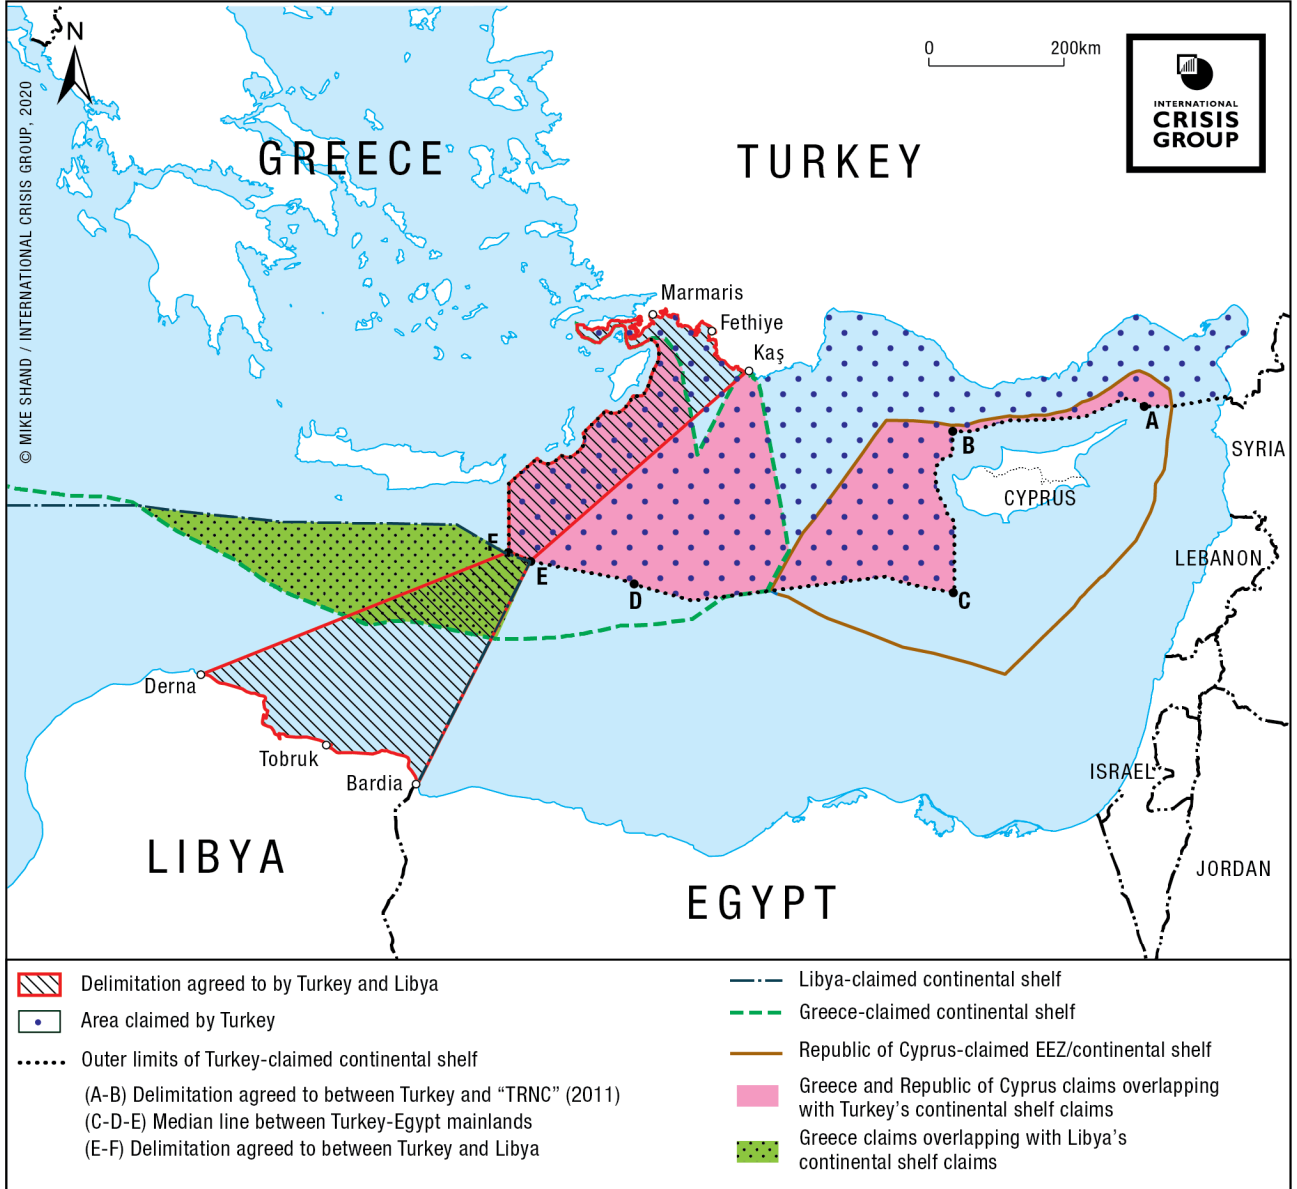 N
0 200km
INTERNATIONAL
CRISIS
GROUP
© MIKE SHAND / INTERNATIONAL CRISIS GROUP, 2020
GREECE
TURKEY
Marmaris
Fethiye
Kaş
A
B
SYRIA
CYPRUS
F
E
LEBANON
D
C
Derna
Tobruk
Bardia
ISRAEL
LIBYA
JORDAN
EGYPT
Delimitation agreed to by Turkey and Libya
Area claimed by Turkey
Outer limits of Turkey-claimed continental shelf
(A-B) Delimitation agreed to between Turkey and “TRNC” (2011)
(C-D-E) Median line between Turkey-Egypt mainlands
(E-F) Delimitation agreed to between Turkey and Libya
Libya-claimed continental shelf
Greece-claimed continental shelf
Republic of Cyprus-claimed EEZ/continental shelf
Greece and Republic of Cyprus claims overlapping
with Turkey’s continental shelf claims
Greece claims overlapping with Libya’s
continental shelf claims